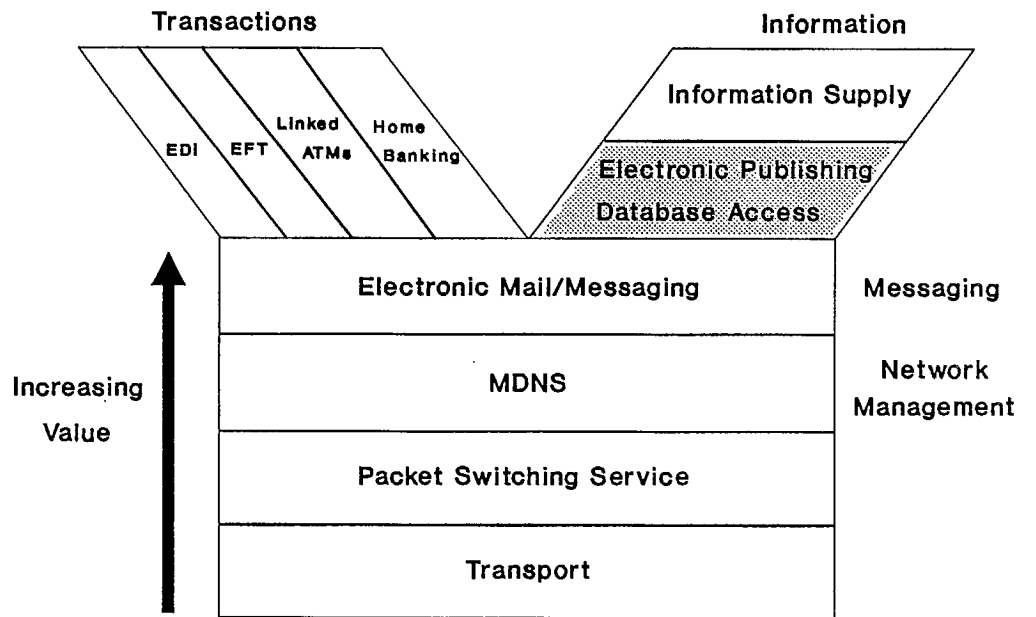 Transactions
Information
EDI
EFT
Linked
ATMs
Home
Banking
Information Supply
Electronic Publishing
Database Access
Electronic Mail/Messaging
Messaging
MDNS
Network
Management
Increasing
Value
Packet Switching Service
Transport